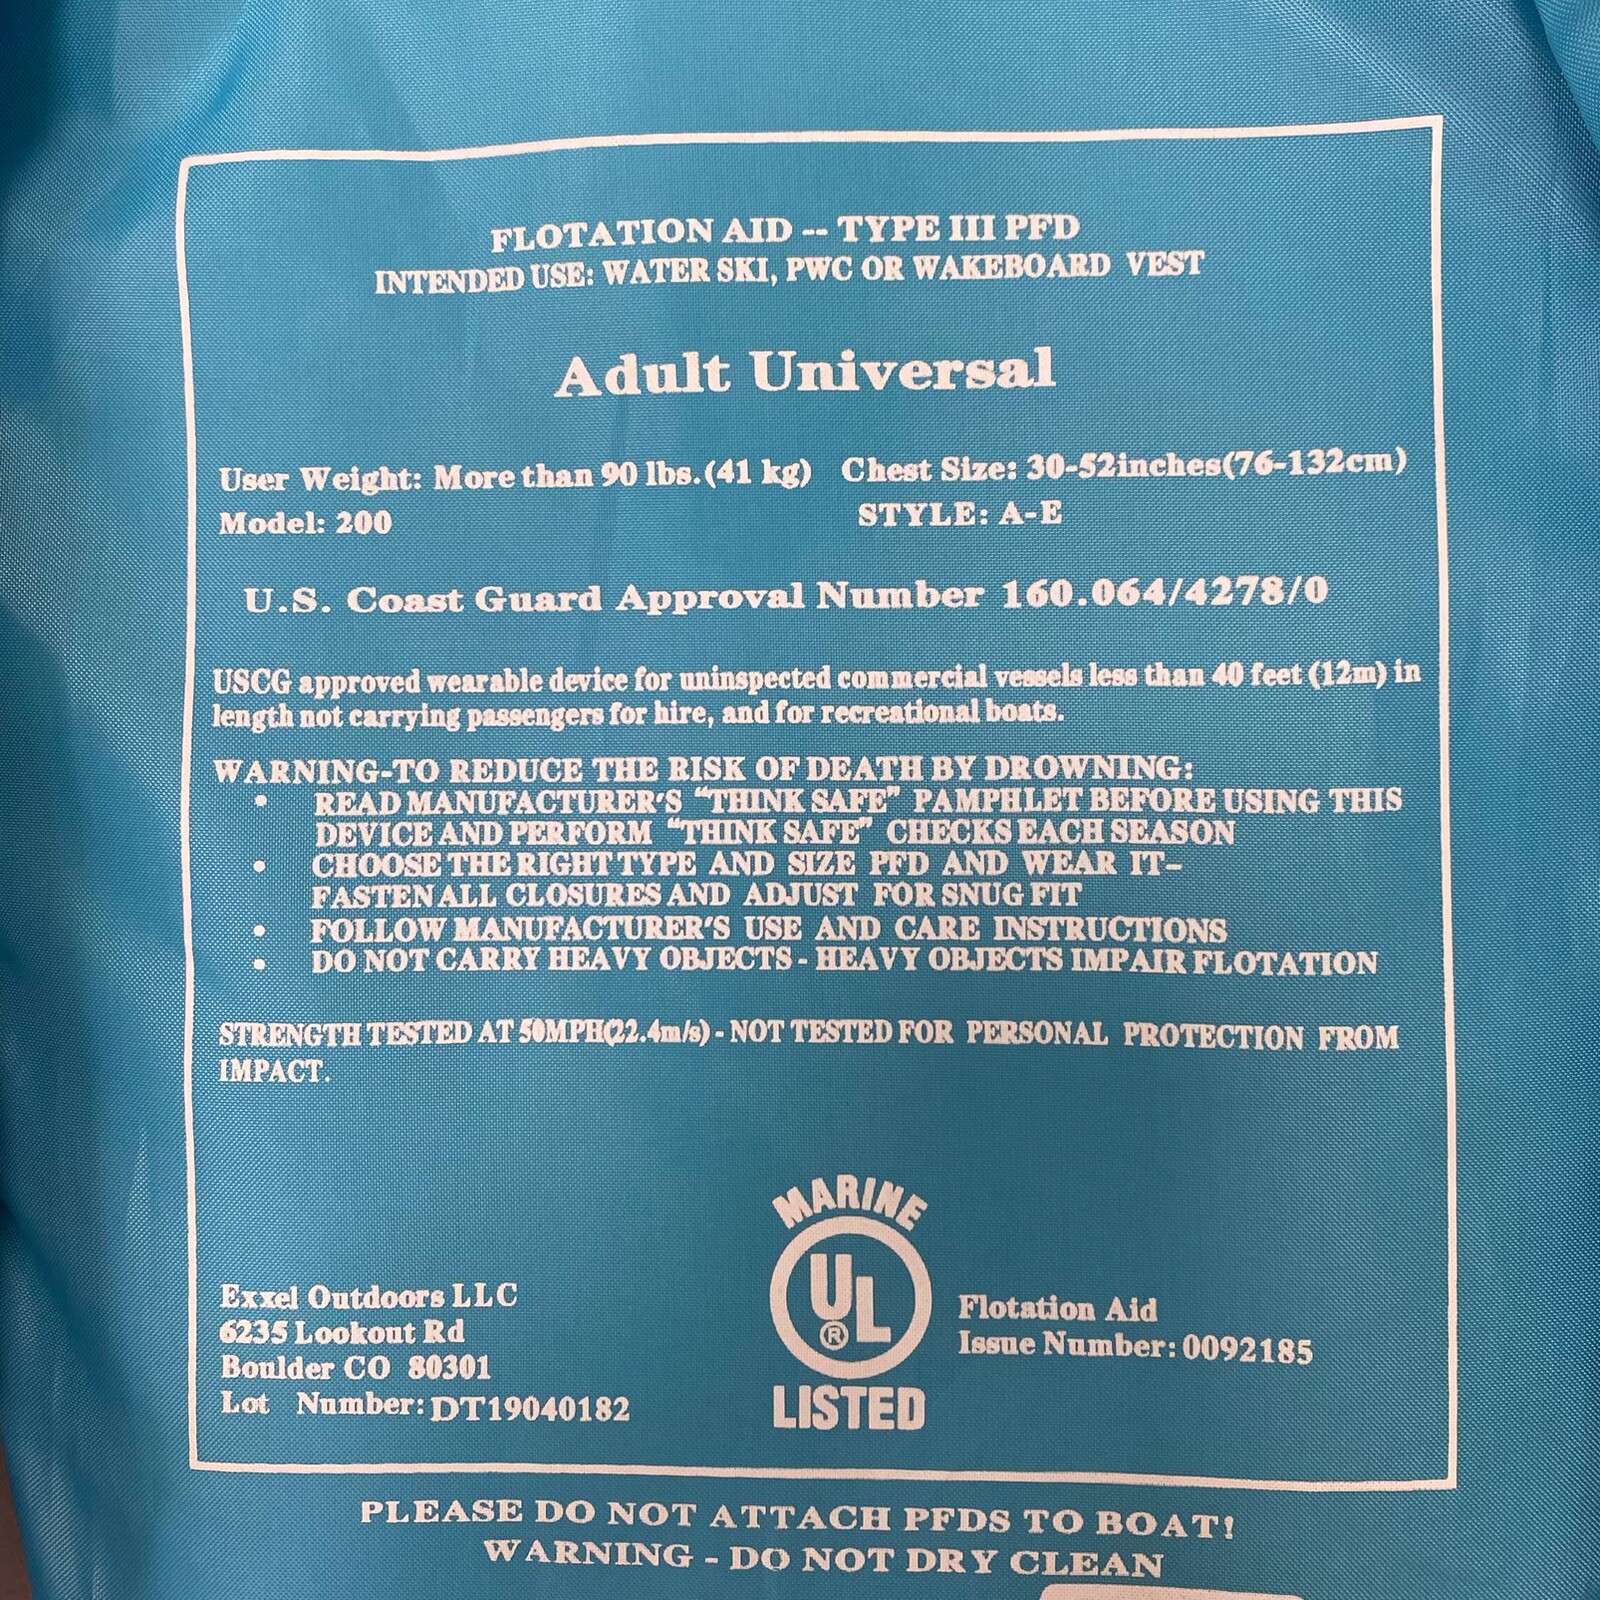 FLOTATION AID -- TYPE III PFD
INTENDED USE: WATER SKI, PWC OR WAKEBOARD VEST
Adult Universal
User Weight: More than 90 lbs.(41 kg) Chest Size: 30-52inches(76-132cm)
Model: 200 STYLE: A-E
U.S. Coast Guard Approval Number 160.064/4278/0
USCG approved wearable device for uninspected commercial vessels less than 40 feet (12m) in
length not carrying passengers for hire, and for recreational boats.
WARNING-TO REDUCE THE RISK OF DEATH BY DROWNING:
• READ MANUFACTURER'S "THINK SAFE" PAMPHLET BEFORE USING THIS
DEVICE AND PERFORM "THINK SAFE" CHECKS EACH SEASON
• CHOOSE THE RIGHT TYPE AND SIZE PFD AND WEAR IT-
FASTEN ALL CLOSURES AND ADJUST FOR SNUG FIT
• FOLLOW MANUFACTURER'S USE AND CARE INSTRUCTIONS
• DO NOT CARRY HEAVY OBJECTS - HEAVY OBJECTS IMPAIR FLOTATION
STRENGTH TESTED AT 50MPH(22.4m/s) - NOT TESTED FOR PERSONAL PROTECTION FROM
IMPACT.
Exxel Outdoors LLC
6235 Lookout Rd
Boulder CO 80301
Lot Number: DT19040182
MARINE
UL
®
LISTED
Flotation Aid
Issue Number: 0092185
PLEASE DO NOT ATTACH PFDS TO BOAT!
WARNING - DO NOT DRY CLEAN